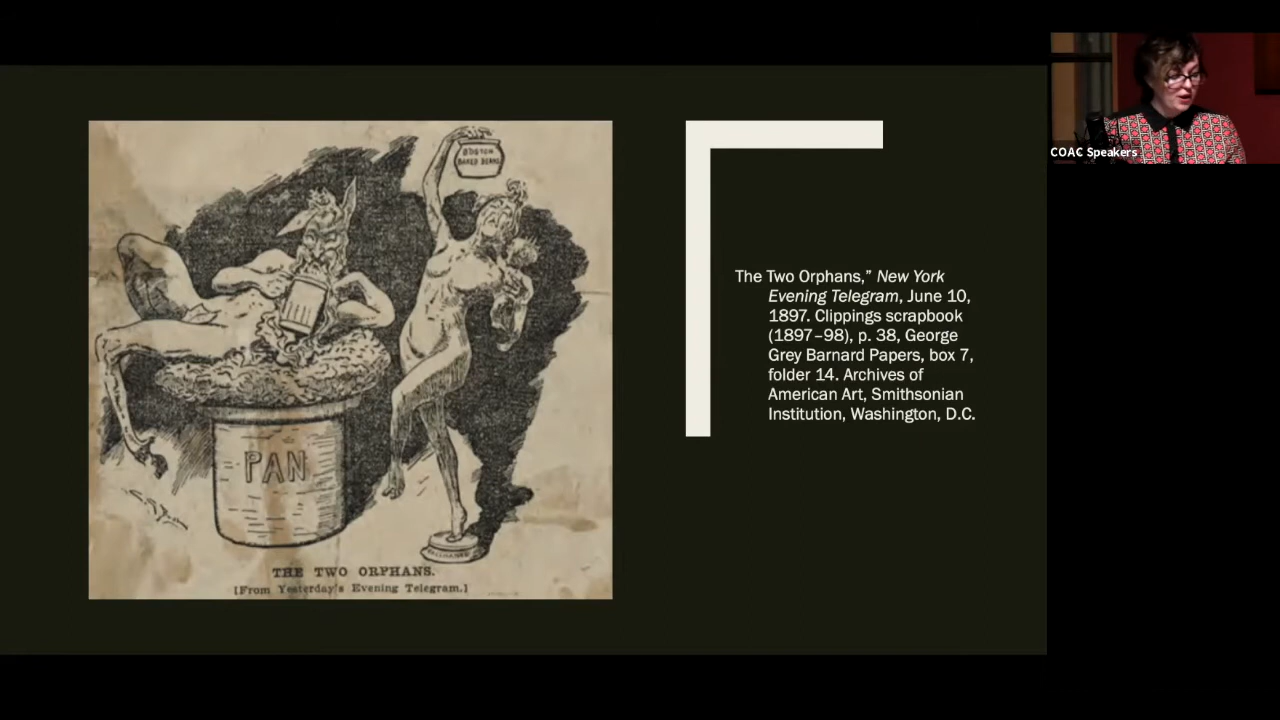 BOSTON
BAKED BEANS
PAN
THE TWO ORPHANS.
[From Yesterday's Evening Telegram.]
The Two Orphans,” New York
Evening Telegram, June 10,
1897. Clippings scrapbook
(1897–98), p. 38, George
Grey Barnard Papers, box 7,
folder 14. Archives of
American Art, Smithsonian
Institution, Washington, D.C.
COAC Speakers